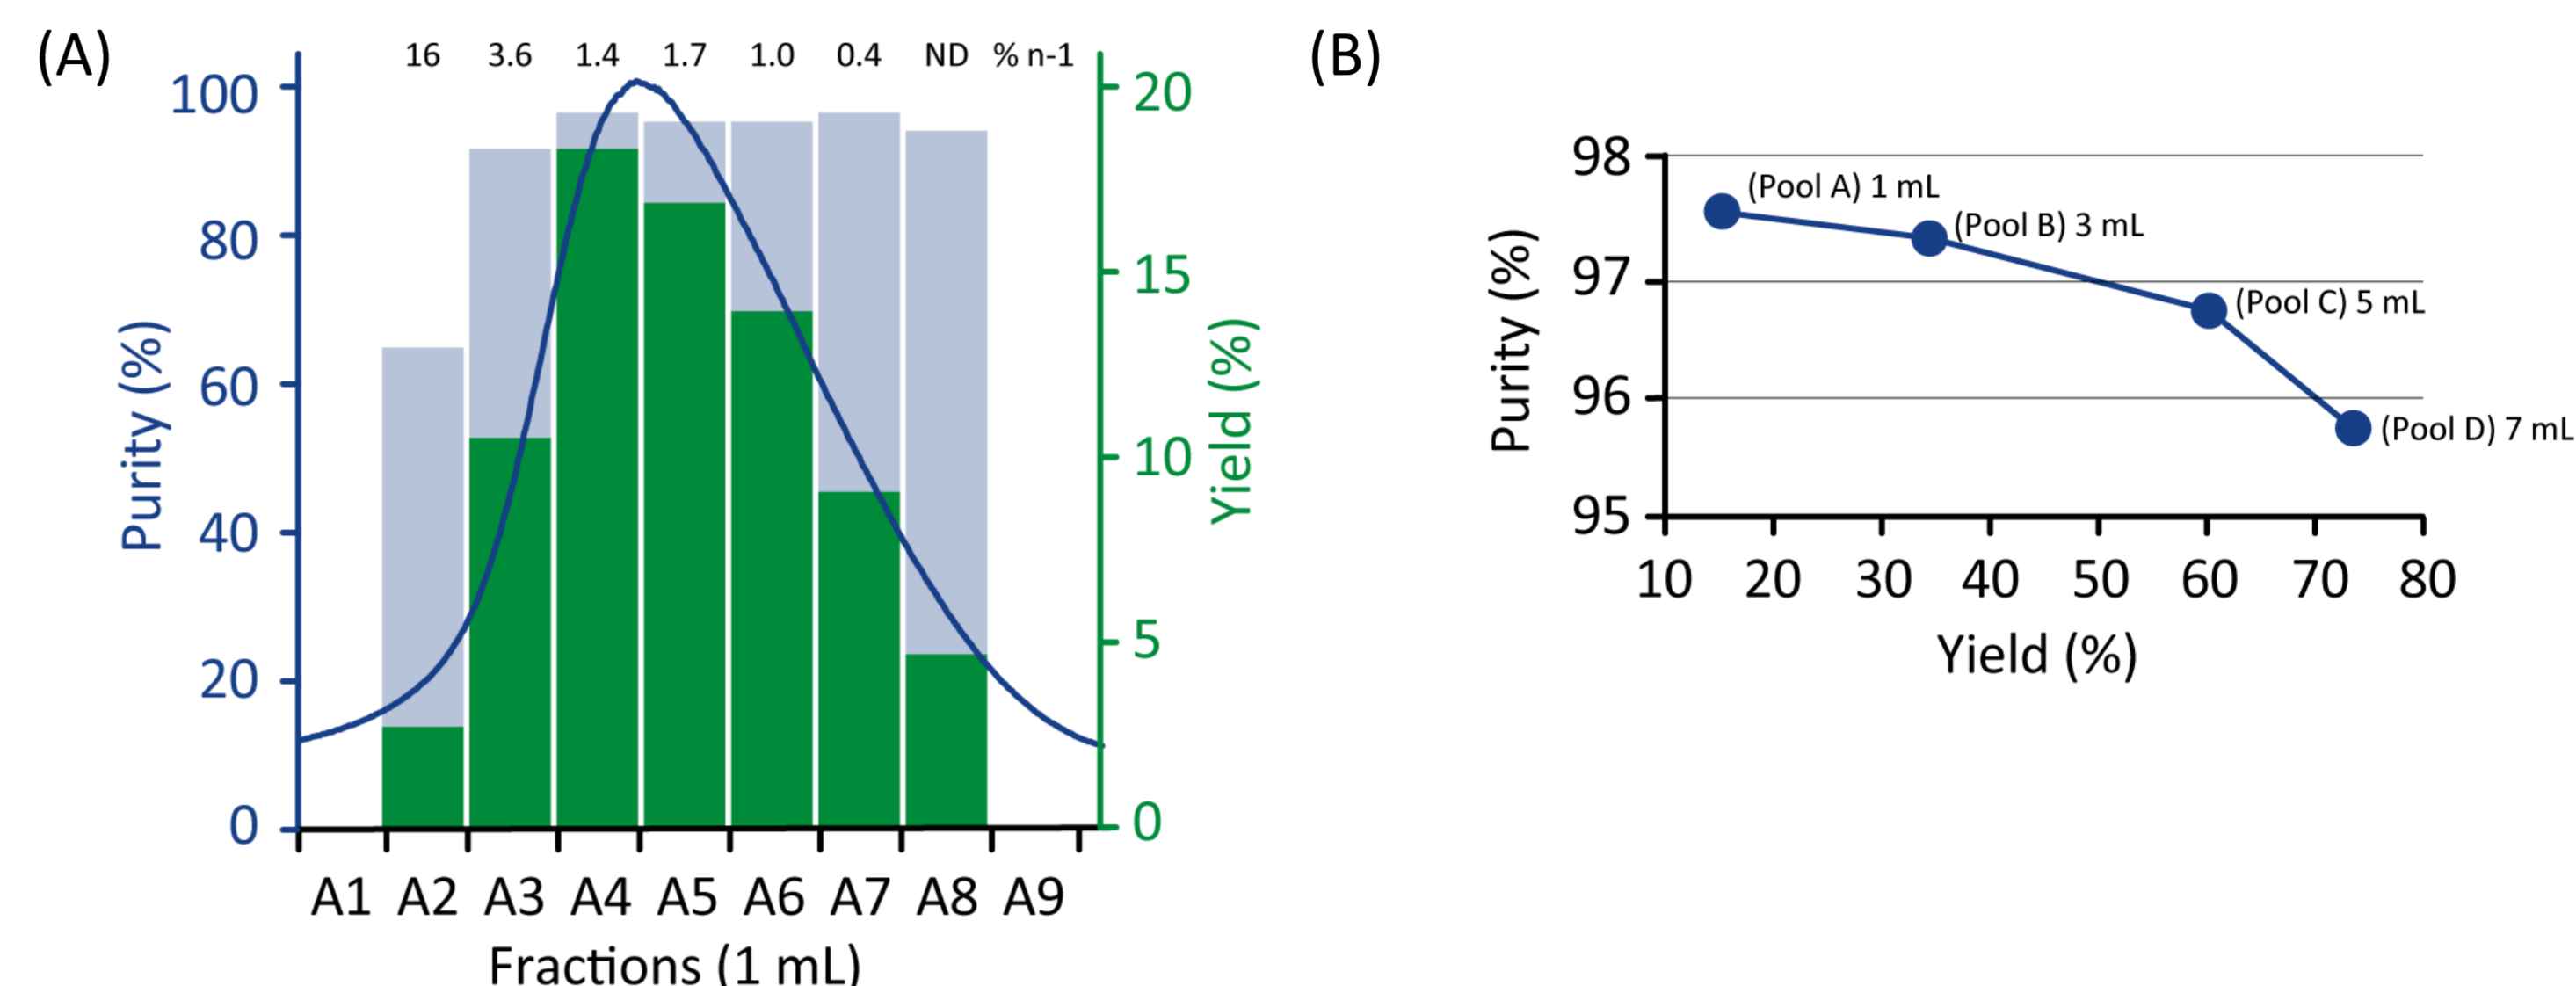 (A)
16 3.6 1.4 1.7 1.0 0.4 ND % n-1
100
80
60
40
20
0
Purity (%)
20
15
10
5
0
Yield (%)
A1 A2 A3 A4 A5 A6 A7 A8 A9
Fractions (1 mL)
(B)
98
97
96
95
Purity (%)
(Pool A) 1 mL
(Pool B) 3 mL
(Pool C) 5 mL
(Pool D) 7 mL
10 20 30 40 50 60 70 80
Yield (%)